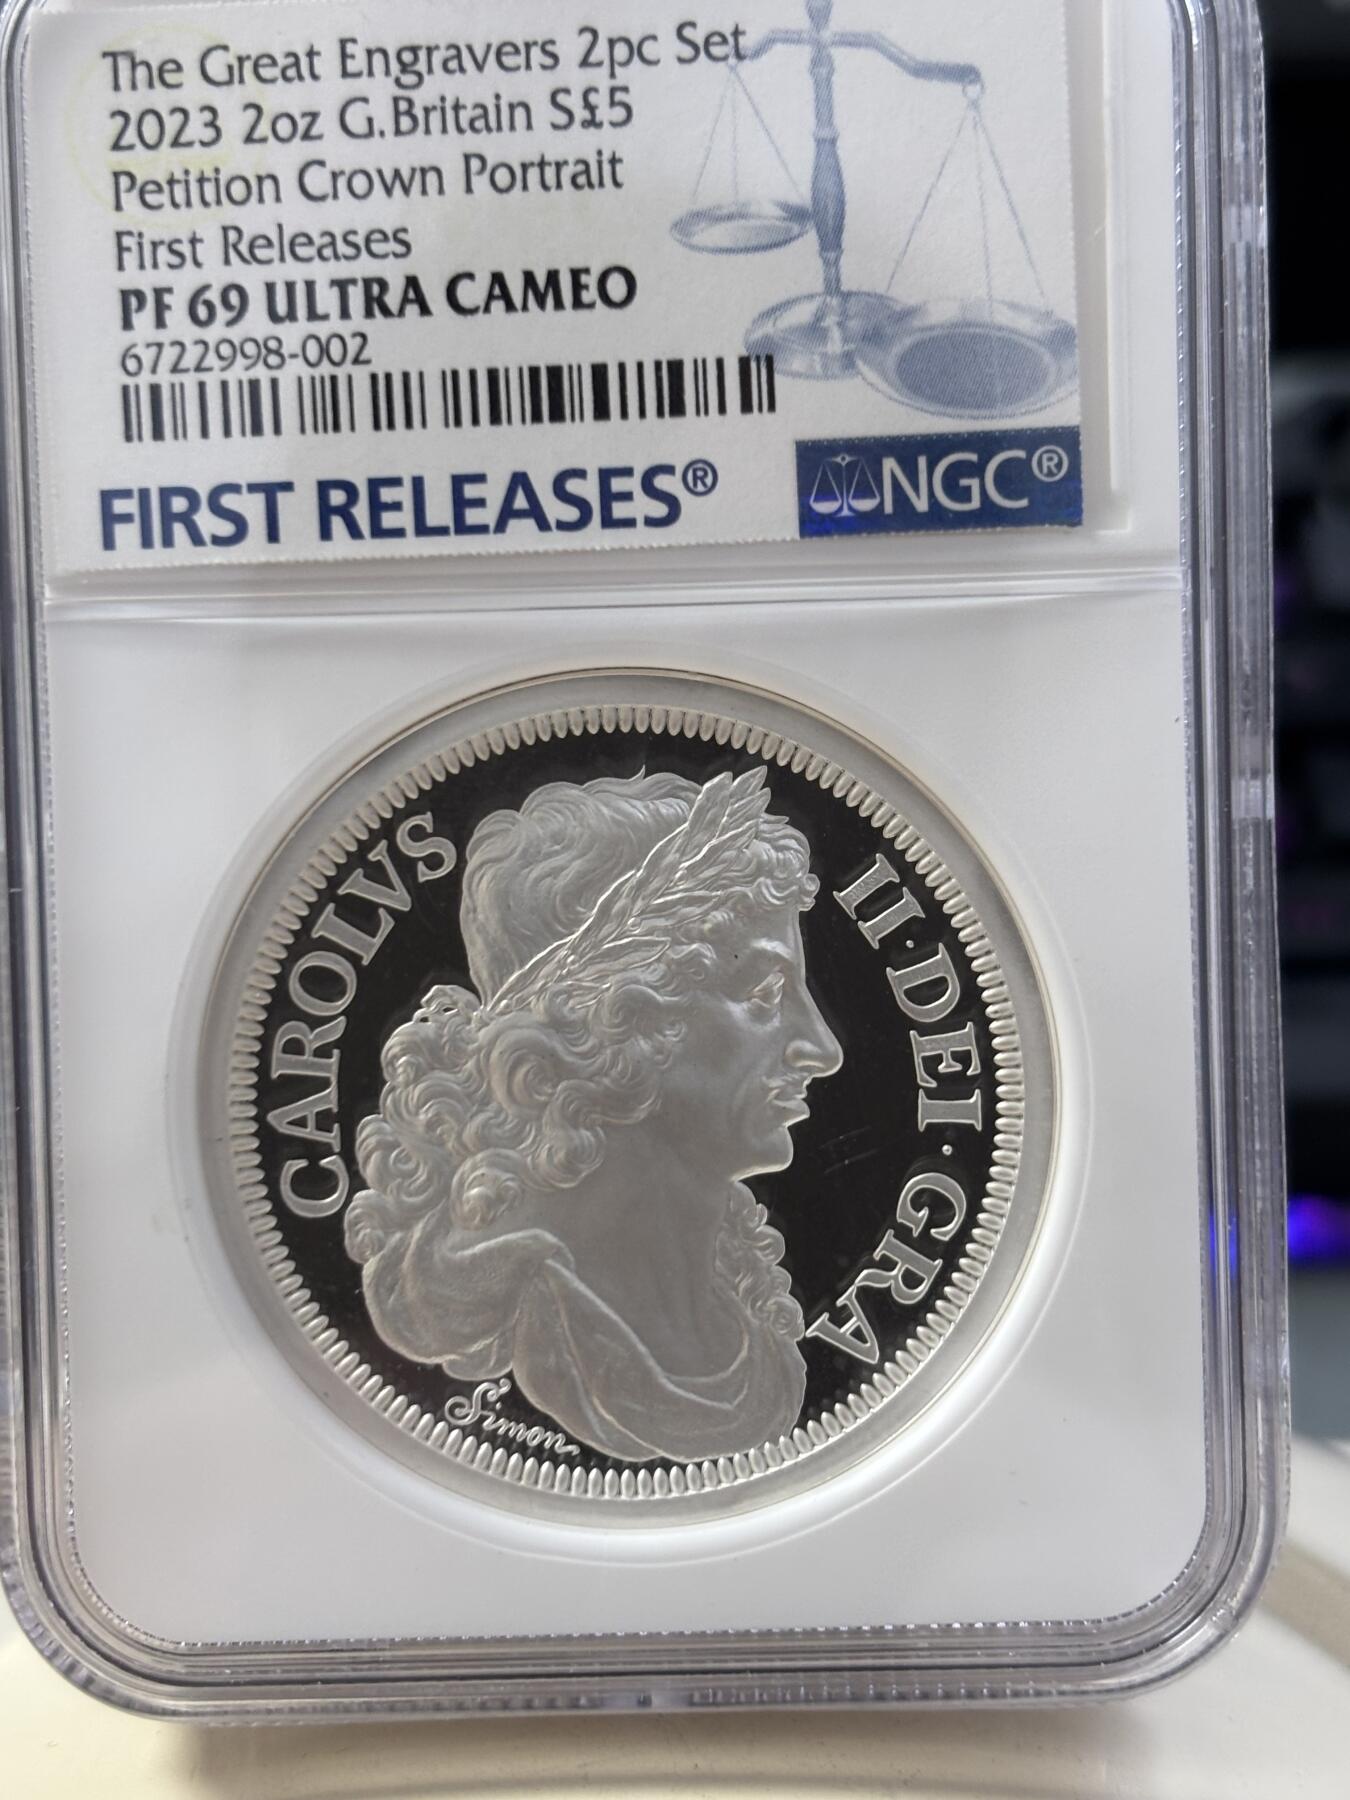 The Great Engravers 2pc Set
2023 2oz G.Britain S£5
Petition Crown Portrait
First Releases
PF 69 ULTRA CAMEO
6722998-002
FIRST RELEASES®
NGC®
CAROLVS
II·DEI·GRA
Simon